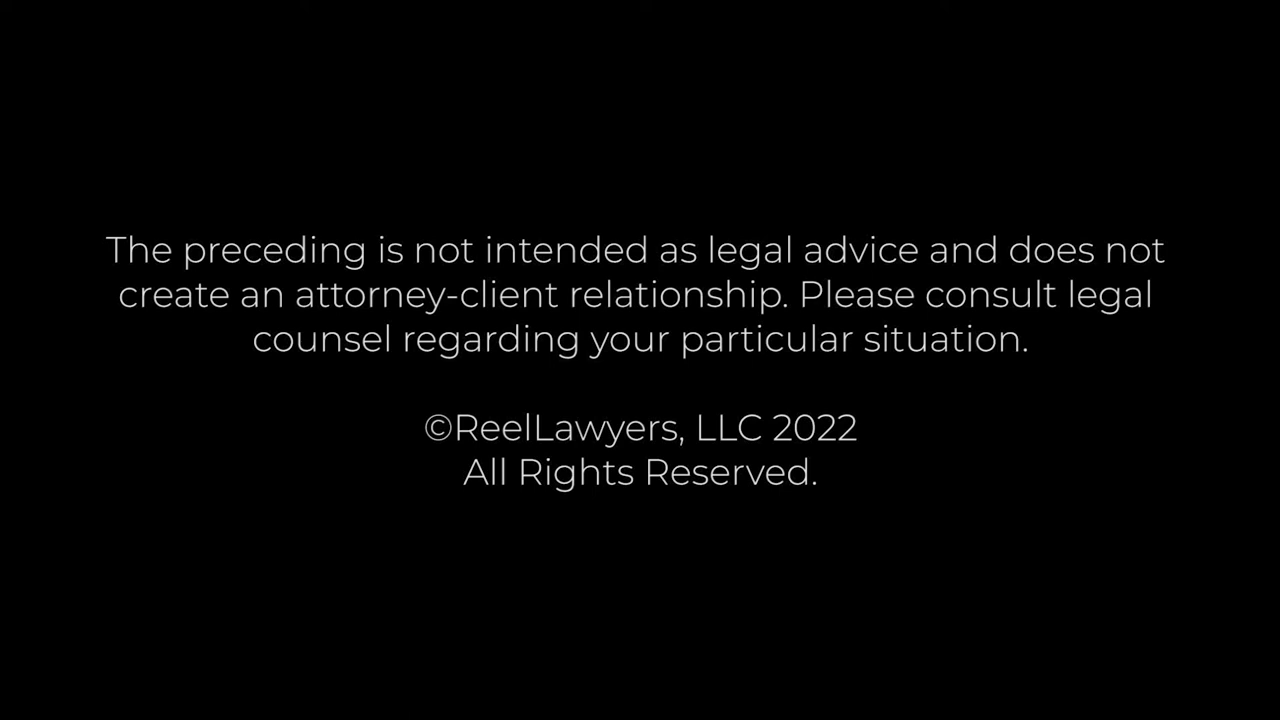 The preceding is not intended as legal advice and does not
create an attorney-client relationship. Please consult legal
counsel regarding your particular situation.
©ReelLawyers, LLC 2022
All Rights Reserved.